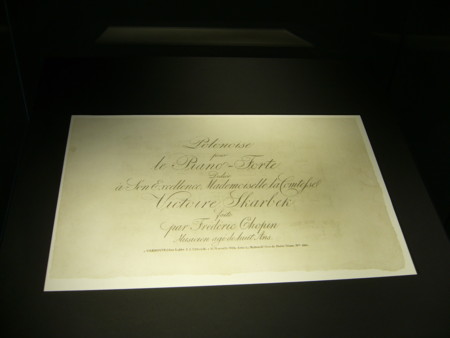 Polonoise
pour
le Piano-Forte
Dédiée
à Son Excellence Mademoiselle la Comtesse
Victoire Skarbek
faite
par Frédéric Chopin
Musicien agé de huit Ans